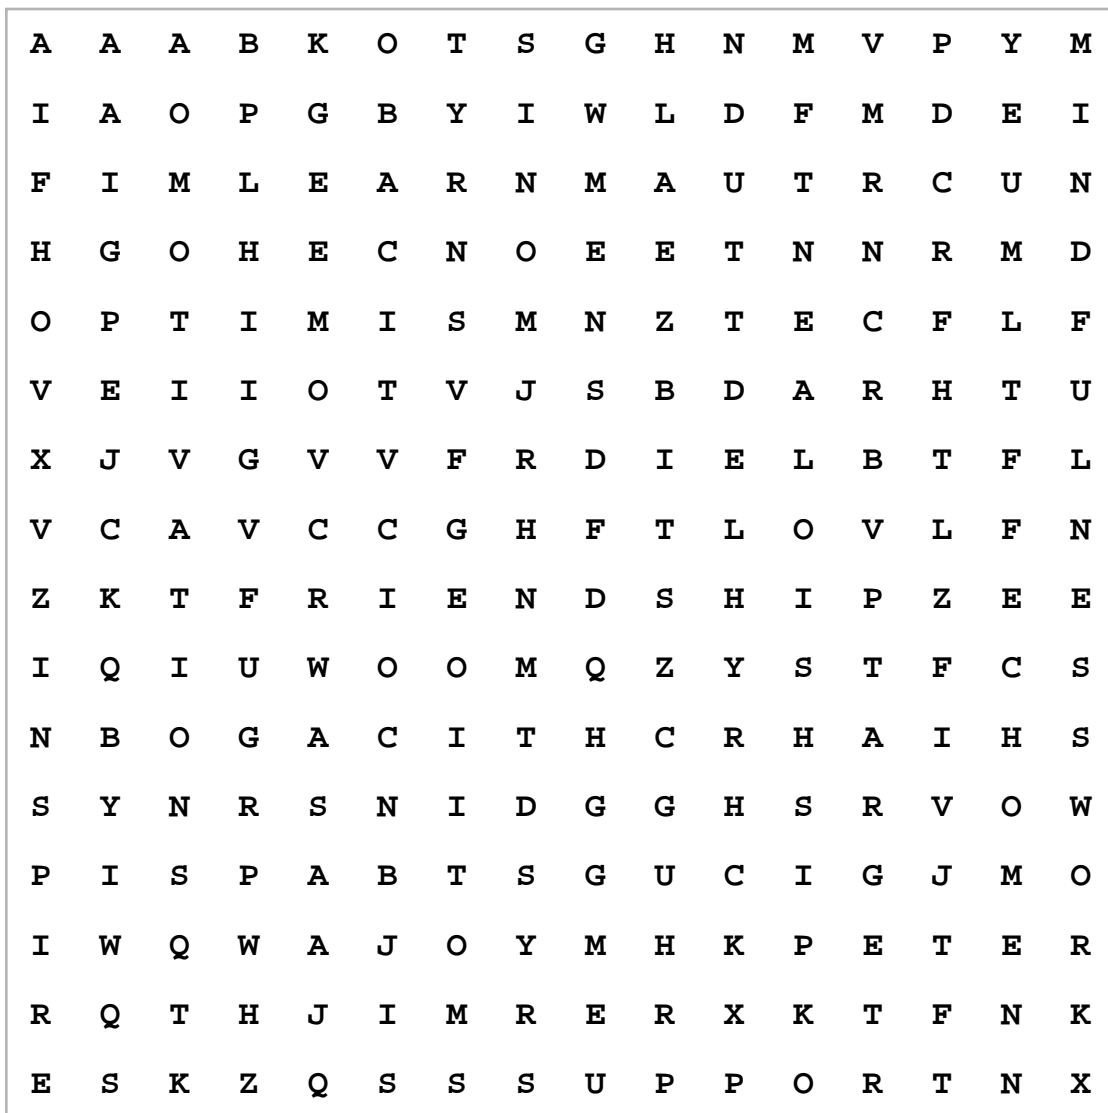 A A A B K O T S G H N M V P Y M
I A O P G B Y I W L D F M D E I
F I M L E A R N M A U T R C U N
H G O H E C N O E E T N N R M D
O P T I M I S M N Z T E C F L F
V E I I O T V J S B D A R H T U
X J V G V V F R D I E L B T F L
V C A V C C G H F T L O V L F N
Z K T F R I E N D S H I P Z E E
I Q I U W O O M Q Z Y S T F C S
N B O G A C I T H C R H A I H S
S Y N R S N I D G G H S R V O W
P I S P A B T S G U C I G J M O
I W Q W A J O Y M H K P E T E R
R Q T H J I M R E R X K T F N K
E S K Z Q S S S U P P O R T N X